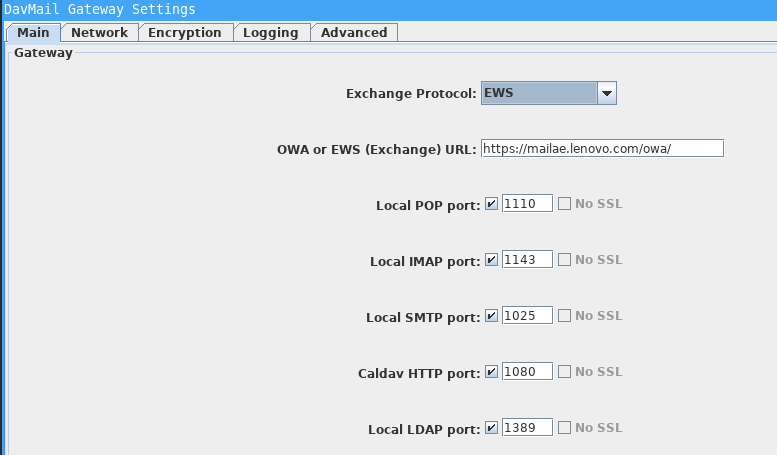 DavMail Gateway Settings
Main Network Encryption Logging Advanced
Gateway
Exchange Protocol: EWS
OWA or EWS (Exchange) URL: https://mailae.lenovo.com/owa/
Local POP port: 1110 No SSL
Local IMAP port: 1143 No SSL
Local SMTP port: 1025 No SSL
Caldav HTTP port: 1080 No SSL
Local LDAP port: 1389 No SSL